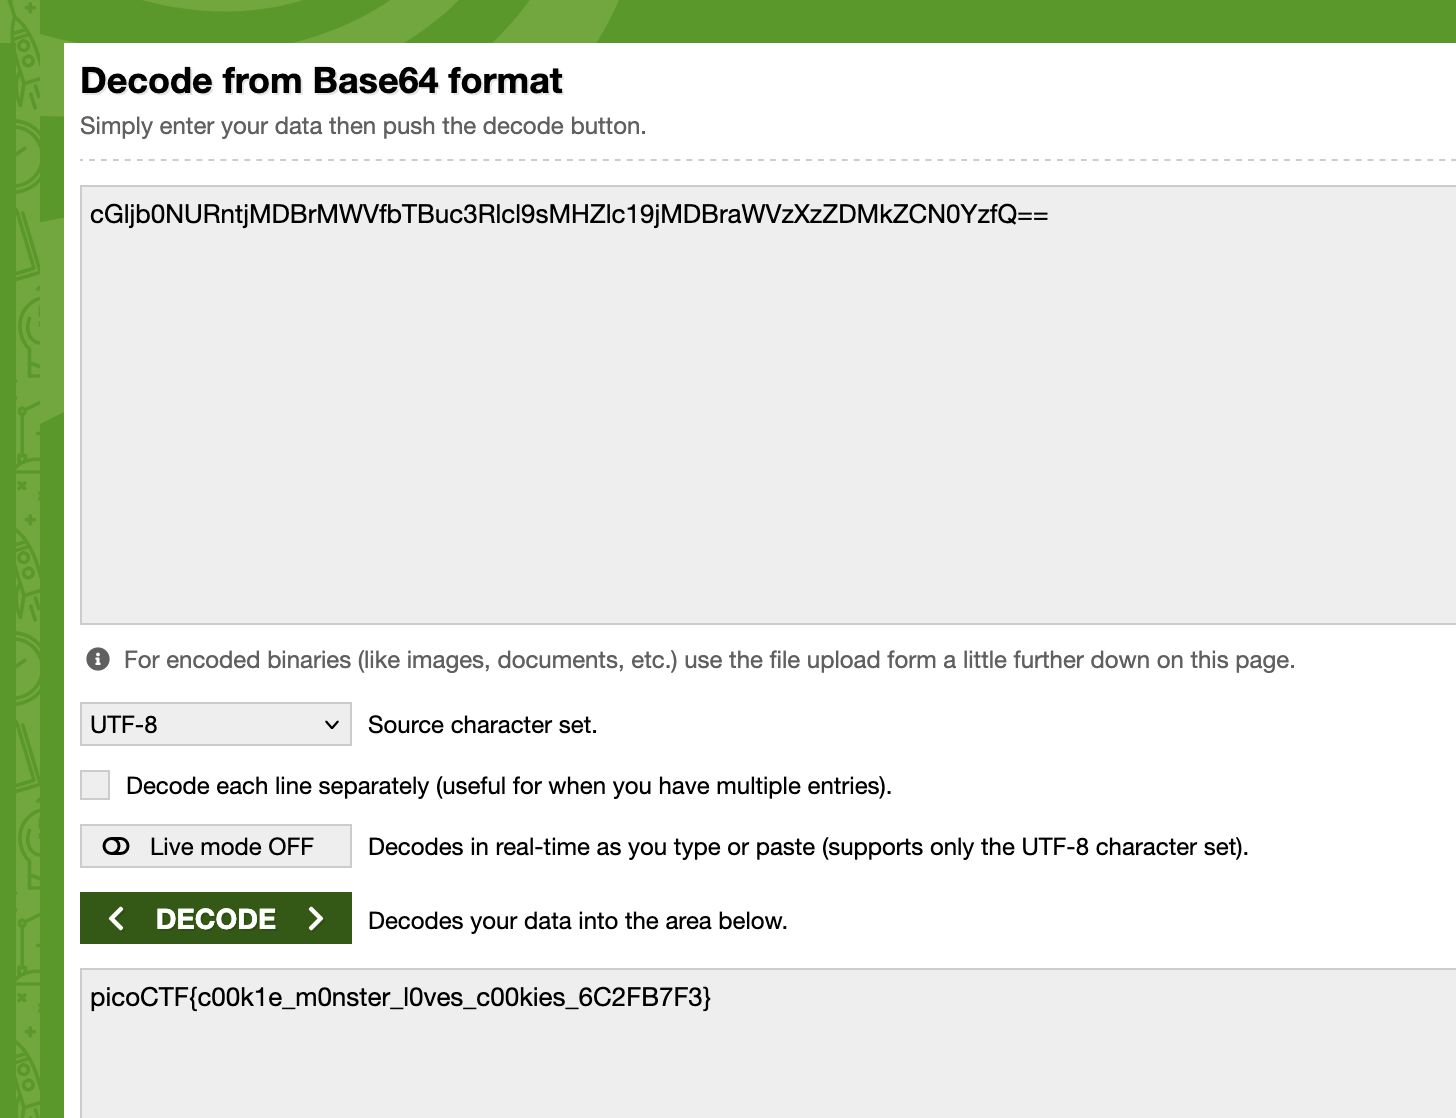 Decode from Base64 format
Simply enter your data then push the decode button.
cGljb0NURntjMDBrMWVfbTBuc3Rlcl9sMHZlc19jMDBraWVzXzZDMkZCN0YzfQ==
For encoded binaries (like images, documents, etc.) use the file upload form a little further down on this page.
UTF-8 Source character set.
Decode each line separately (useful for when you have multiple entries).
Live mode OFF Decodes in real-time as you type or paste (supports only the UTF-8 character set).
< DECODE > Decodes your data into the area below.
picoCTF{c00k1e_m0nster_l0ves_c00kies_6C2FB7F3}